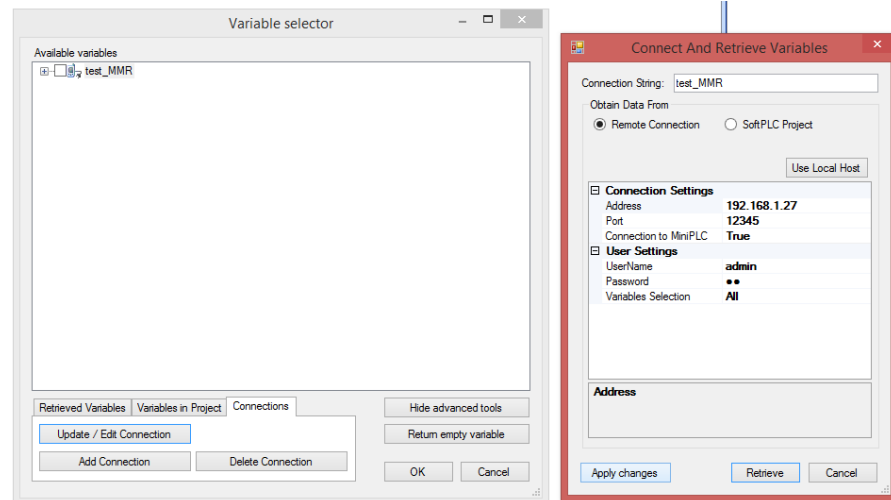 Variable selector
Available variables
test_MMR
Retrieved Variables Variables in Project Connections
Update / Edit Connection
Add Connection Delete Connection
Hide advanced tools
Return empty variable
OK Cancel
Connect And Retrieve Variables
Connection String: test_MMR
Obtain Data From
Remote Connection SoftPLC Project
Use Local Host
Connection Settings
Address 192.168.1.27
Port 12345
Connection to MiniPLC True
User Settings
UserName admin
Password ●●
Variables Selection All
Address
Apply changes Retrieve Cancel